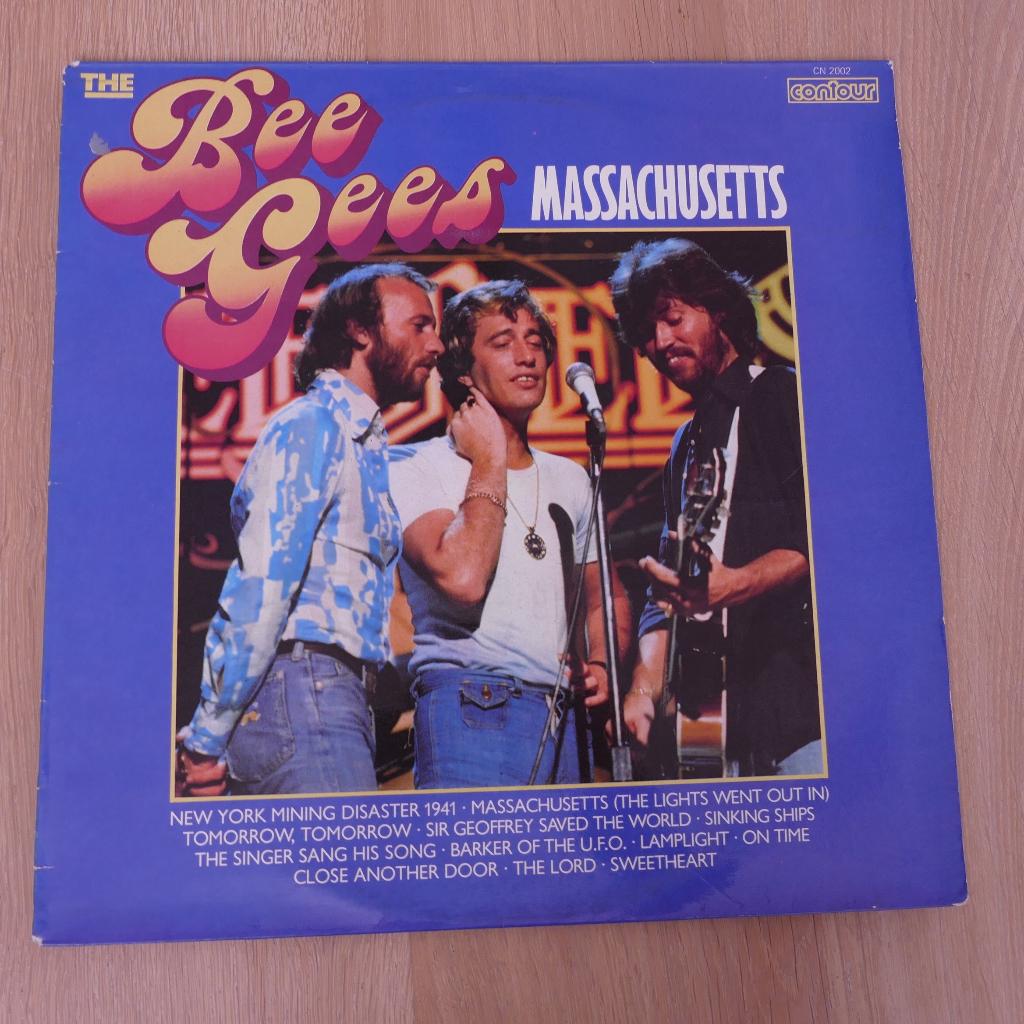 THE
Bee
Gees
CN 2002
contour
MASSACHUSETTS
NEW YORK MINING DISASTER 1941 · MASSACHUSETTS (THE LIGHTS WENT OUT IN)
TOMORROW, TOMORROW · SIR GEOFFREY SAVED THE WORLD · SINKING SHIPS
THE SINGER SANG HIS SONG · BARKER OF THE U.F.O. · LAMPLIGHT · ON TIME
CLOSE ANOTHER DOOR · THE LORD · SWEETHEART